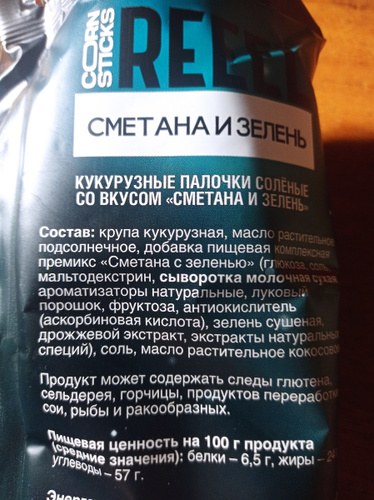 CORN
STICKS
СМЕТАНА И ЗЕЛЕНЬ
КУКУРУЗНЫЕ ПАЛОЧКИ СОЛЁНЫЕ
СО ВКУСОМ «СМЕТАНА И ЗЕЛЕНЬ»
Состав: крупа кукурузная, масло растительное
подсолнечное, добавка пищевая комплексная
премикс «Сметана с зеленью» (глюкоза, соль,
мальтодекстрин, сыворотка молочная сухая,
ароматизаторы натуральные, луковый
порошок, фруктоза, антиокислитель
(аскорбиновая кислота), зелень сушеная,
дрожжевой экстракт, экстракты натуральных
специй), соль, масло растительное кокосовое.
Продукт может содержать следы глютена,
сельдерея, горчицы, продуктов переработки
сои, рыбы и ракообразных.
Пищевая ценность на 100 г продукта
(средние значения): белки – 6,5 г, жиры – 24
углеводы – 57 г.